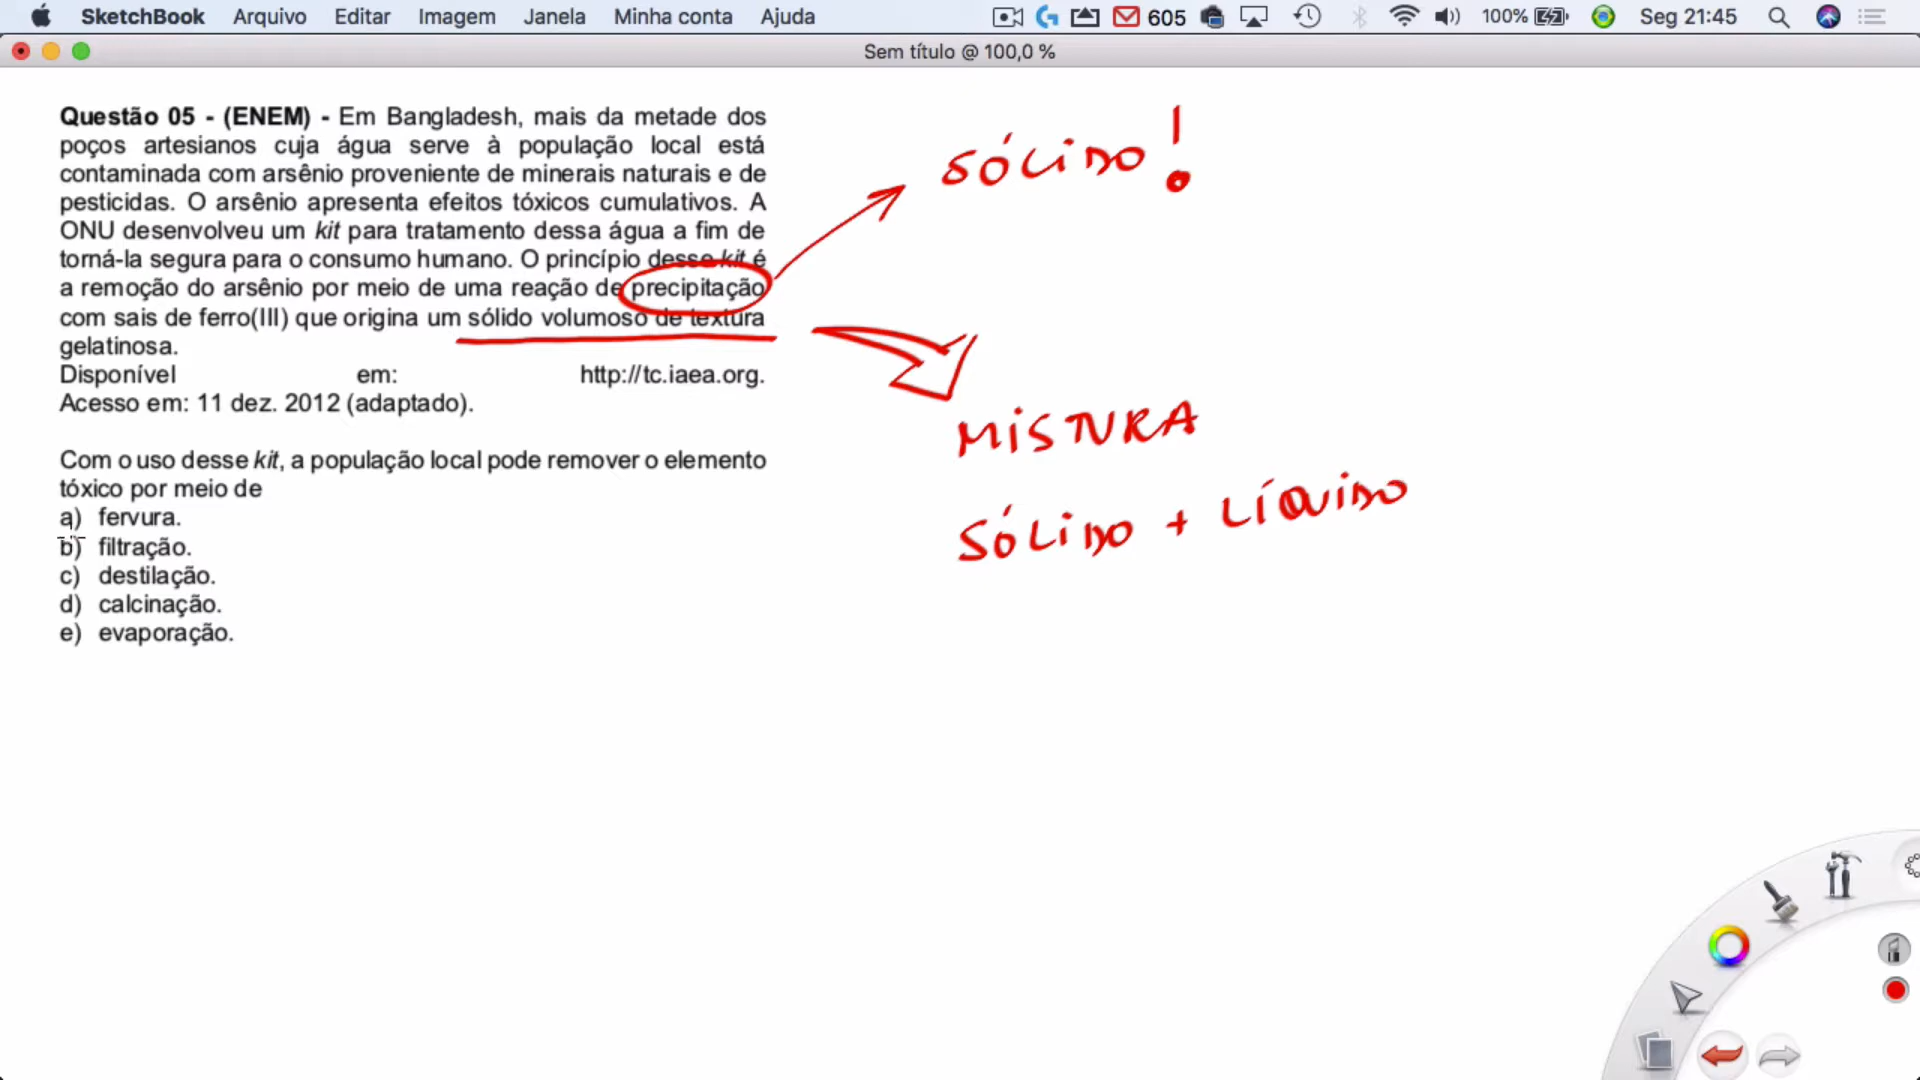 SketchBook Arquivo Editar Imagem Janela Minha conta Ajuda 605 100% Seg 21:45
Sem título @ 100,0 %
Questão 05 - (ENEM) - Em Bangladesh, mais da metade dos
poços artesianos cuja água serve à população local está
contaminada com arsênio proveniente de minerais naturais e de
pesticidas. O arsênio apresenta efeitos tóxicos cumulativos. A
ONU desenvolveu um kit para tratamento dessa água a fim de
torná-la segura para o consumo humano. O princípio desse kit é
a remoção do arsênio por meio de uma reação de precipitação
com sais de ferro(III) que origina um sólido volumoso de textura
gelatinosa.
Disponível em: http://tc.iaea.org.
Acesso em: 11 dez. 2012 (adaptado).
Com o uso desse kit, a população local pode remover o elemento
tóxico por meio de
a) fervura.
b) filtração.
c) destilação.
d) calcinação.
e) evaporação.
SÓLIDO!
MISTURA
SÓLIDO + LÍQUIDO